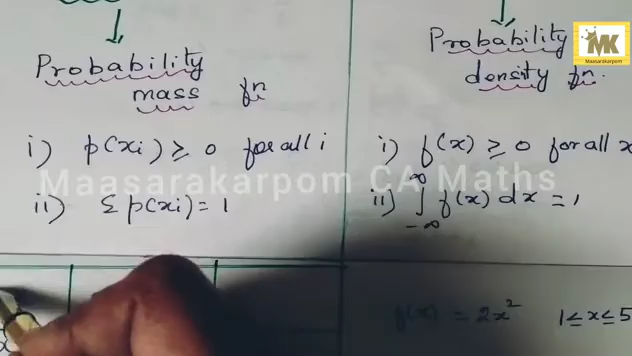 Probability
mass fn
i) p(xi) ≥ 0 for all i
ii) Σ p(xi) = 1
Probability
density fn.
i) f(x) ≥ 0 for all x
ii) ∫_{-∞}^{∞} f(x) dx = 1
f(x) = 2x² 1 ≤ x ≤ 5
MK
Maasarakarpom
Maasarakarpom CA Maths